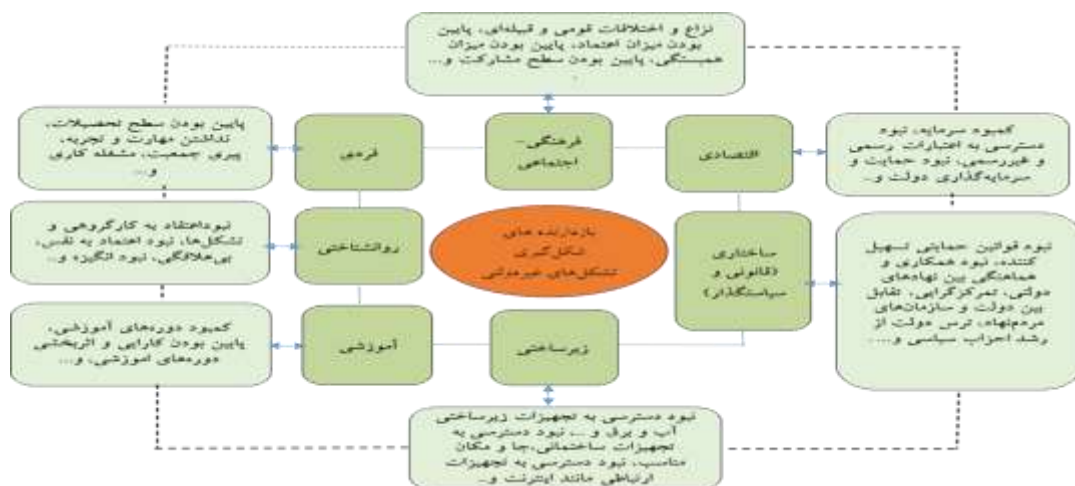 نزاع و اختلافات قومی و قبیله‌ای، پایین
بودن میزان اعتماد، پایین بودن میزان
همبستگی، پایین بودن سطح مشارکت و...
.
کمبود سرمایه، نبود
دسترسی به اعتبارات رسمی
و غیررسمی، نبود حمایت و
سرمایه‌گذاری دولت و..
اقتصادی
فرهنگی-
اجتماعی
فردی
پایین بودن سطح تحصیلات،
نداشتن مهارت و تجربه،
پیری جمعیت، مشغله کاری
و...
نبود قوانین حمایتی تسهیل
کننده، نبود همکاری و
هماهنگی بین نهادهای
دولتی، تمرکزگرایی، تقابل
بین دولت و سازمان‌های
مردم‌نهاد، ترس دولت از
رشد احزاب سیاسی و....
ساختاری
(قانونی و
سیاستگذار)
بازدارنده های
شکل‌گیری
تشکل‌های غیردولتی
روانشناختی
نبوداعتقاد به کارگروهی و
تشکل‌ها، نبود اعتماد به نفس،
بی‌علاقگی، نبود انگیزه و..
زیرساختی
آموزشی
کمبود دوره‌های آموزشی،
پایین بودن کارایی و اثربخشی
دوره‌های اموزشی، و...
نبود دسترسی به تجهیزات زیرساختی
آب و برق و ... نبود دسترسی به
تجهیزات ساختمانی،جا و مکان
مناسب، نبود دسترسی به تجهیزات
ارتباطی مانند اینترنت و..